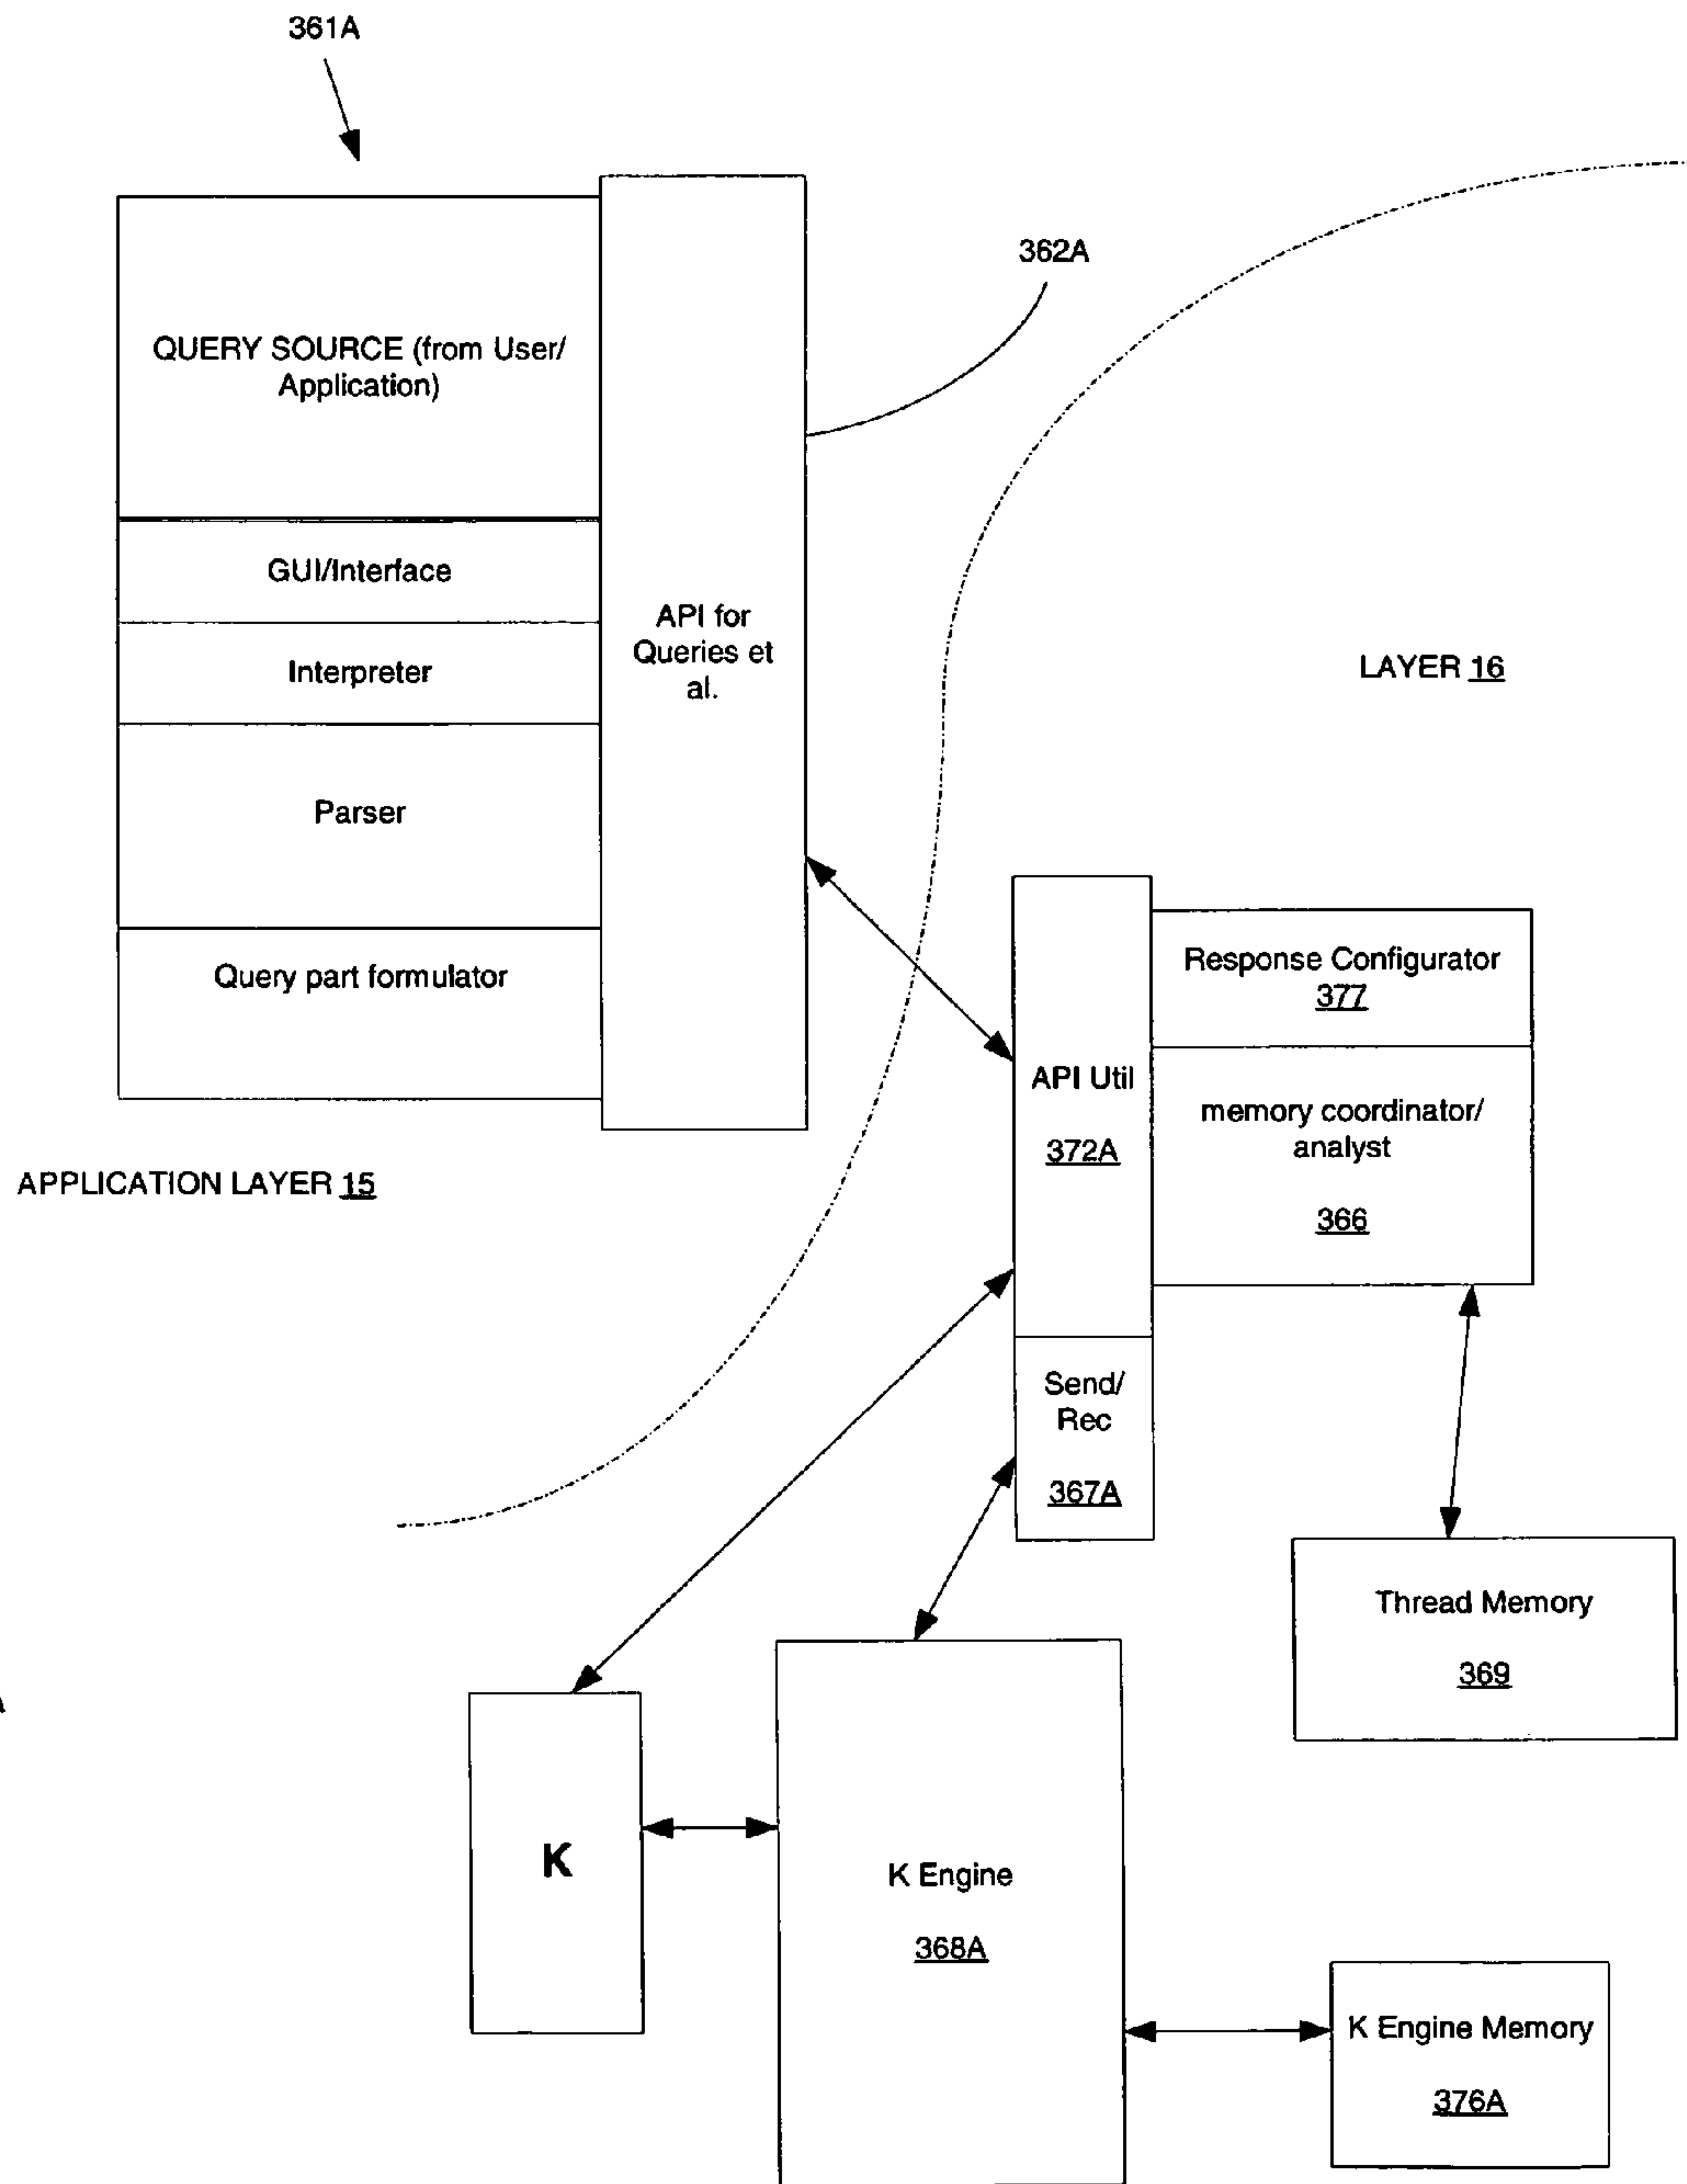 361A
362A
QUERY SOURCE (from User/
Application)
GUI/Interface
Interpreter
Parser
Query part formulator
API for
Queries et
al.
LAYER 16
APPLICATION LAYER 15
API Util
372A
Response Configurator
377
memory coordinator/
analyst
366
Send/
Rec
367A
Thread Memory
369
K
K Engine
368A
K Engine Memory
376A